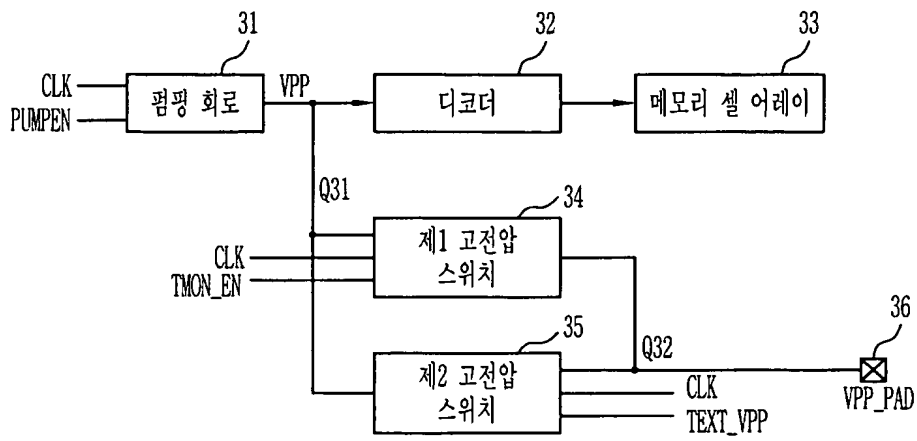 31
32
33
CLK
PUMPEN
펌핑 회로
VPP
디코더
메모리 셀 어레이
Q31
34
제1 고전압
스위치
CLK
TMON_EN
35
제2 고전압
스위치
Q32
CLK
TEXT_VPP
36
VPP_PAD